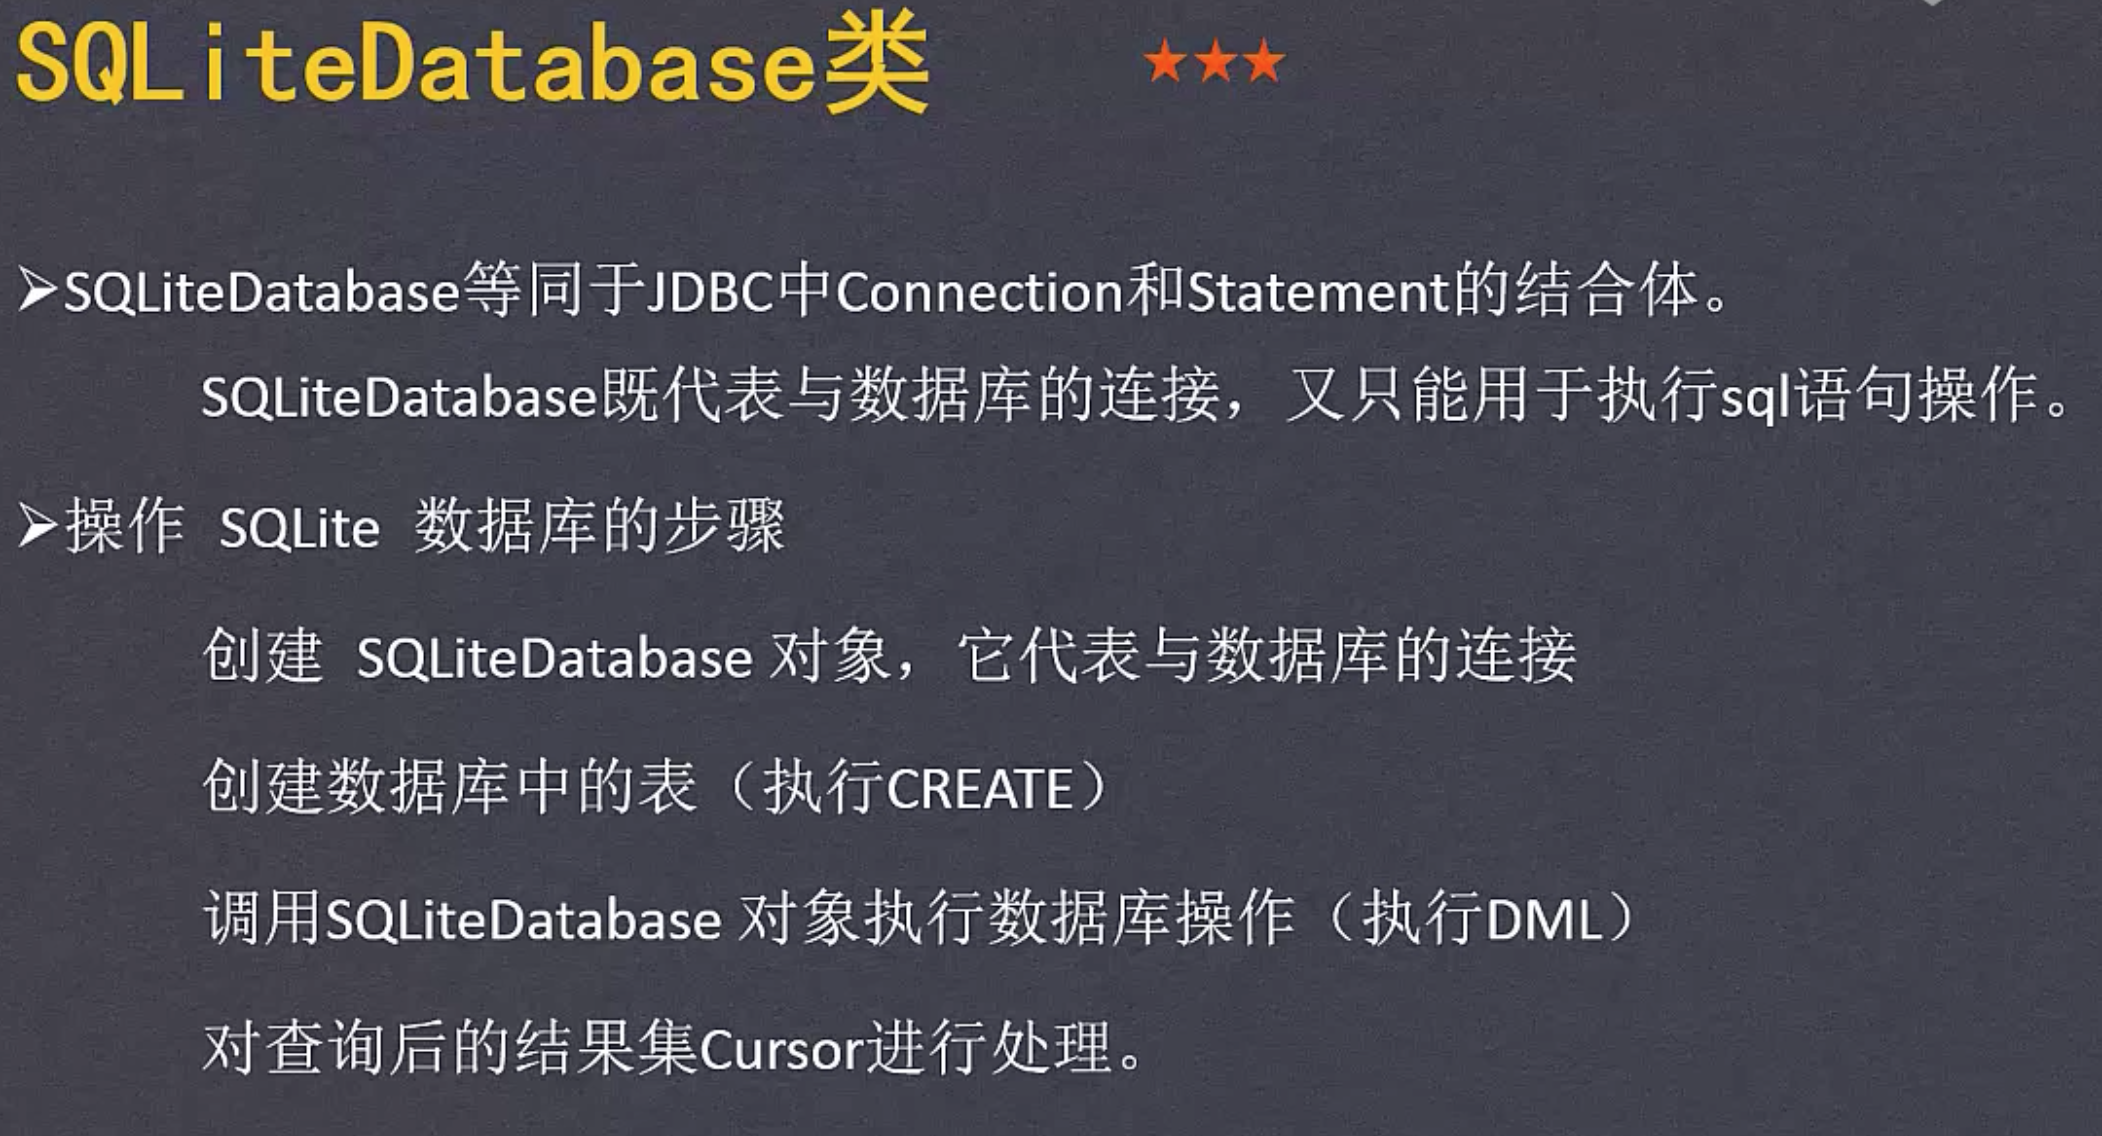 SQLiteDatabase类 ★★★
➢SQLiteDatabase等同于JDBC中Connection和Statement的结合体。
SQLiteDatabase既代表与数据库的连接，又只能用于执行sql语句操作。
➢操作 SQLite 数据库的步骤
创建 SQLiteDatabase 对象，它代表与数据库的连接
创建数据库中的表（执行CREATE）
调用SQLiteDatabase 对象执行数据库操作（执行DML）
对查询后的结果集Cursor进行处理。